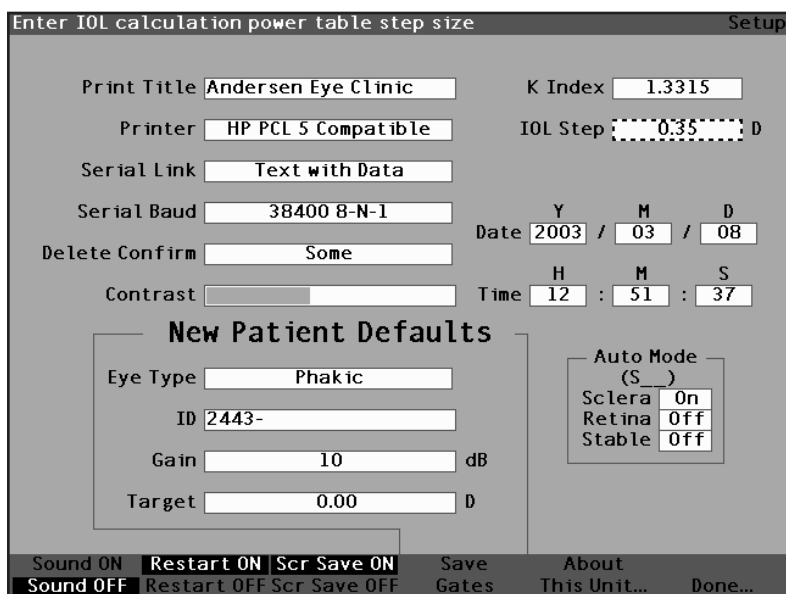 Enter IOL calculation power table step size Setup
Print Title Andersen Eye Clinic K Index 1.3315
Printer HP PCL 5 Compatible IOL Step 0.35 D
Serial Link Text with Data
Serial Baud 38400 8-N-1 Y M D
Date 2003 / 03 / 08
Delete Confirm Some
H M S
Contrast Time 12 : 51 : 37
New Patient Defaults
Eye Type Phakic
ID 2443-
Gain 10 dB
Target 0.00 D
Auto Mode
(S__)
Sclera On
Retina Off
Stable Off
Sound ON Restart ON Scr Save ON Save About
Sound OFF Restart OFF Scr Save OFF Gates This Unit... Done...